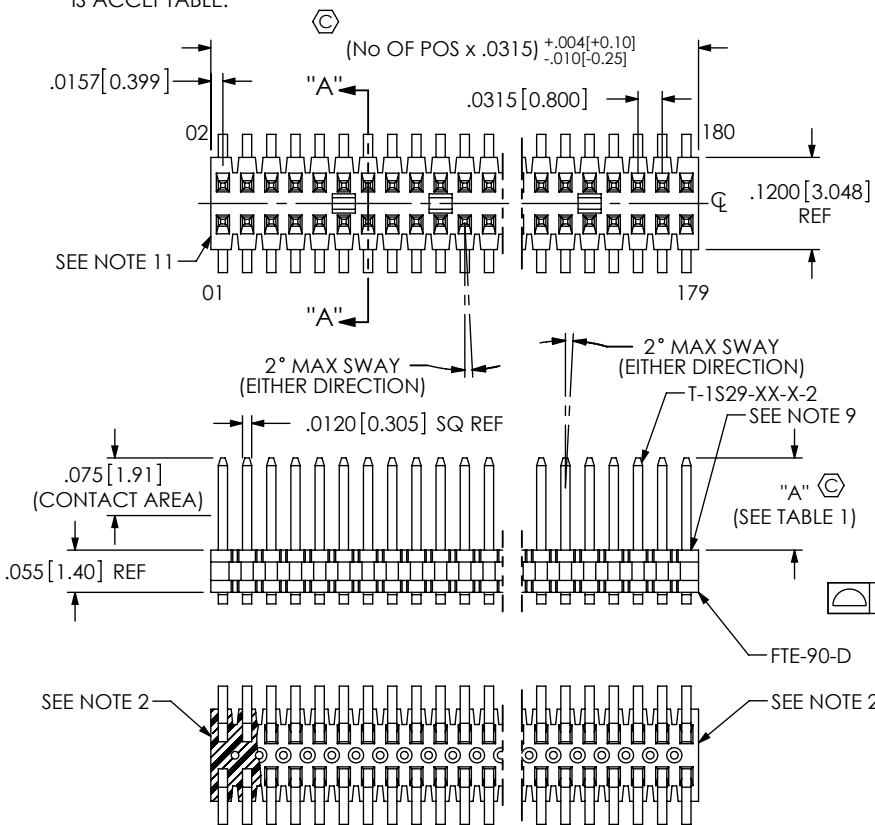 IS ACCEPTABLE.
C
(No OF POS x .0315) +.004[+0.10]
-.010[-0.25]
.0157[0.399]
"A"
.0315[0.800]
02
180
.1200[3.048]
REF
SEE NOTE 11
01
179
"A"
2° MAX SWAY
(EITHER DIRECTION)
2° MAX SWAY
(EITHER DIRECTION)
T-1S29-XX-X-2
SEE NOTE 9
.0120[0.305] SQ REF
.075[1.91]
(CONTACT AREA)
"A" C
(SEE TABLE 1)
.055[1.40] REF
FTE-90-D
SEE NOTE 2
SEE NOTE 2